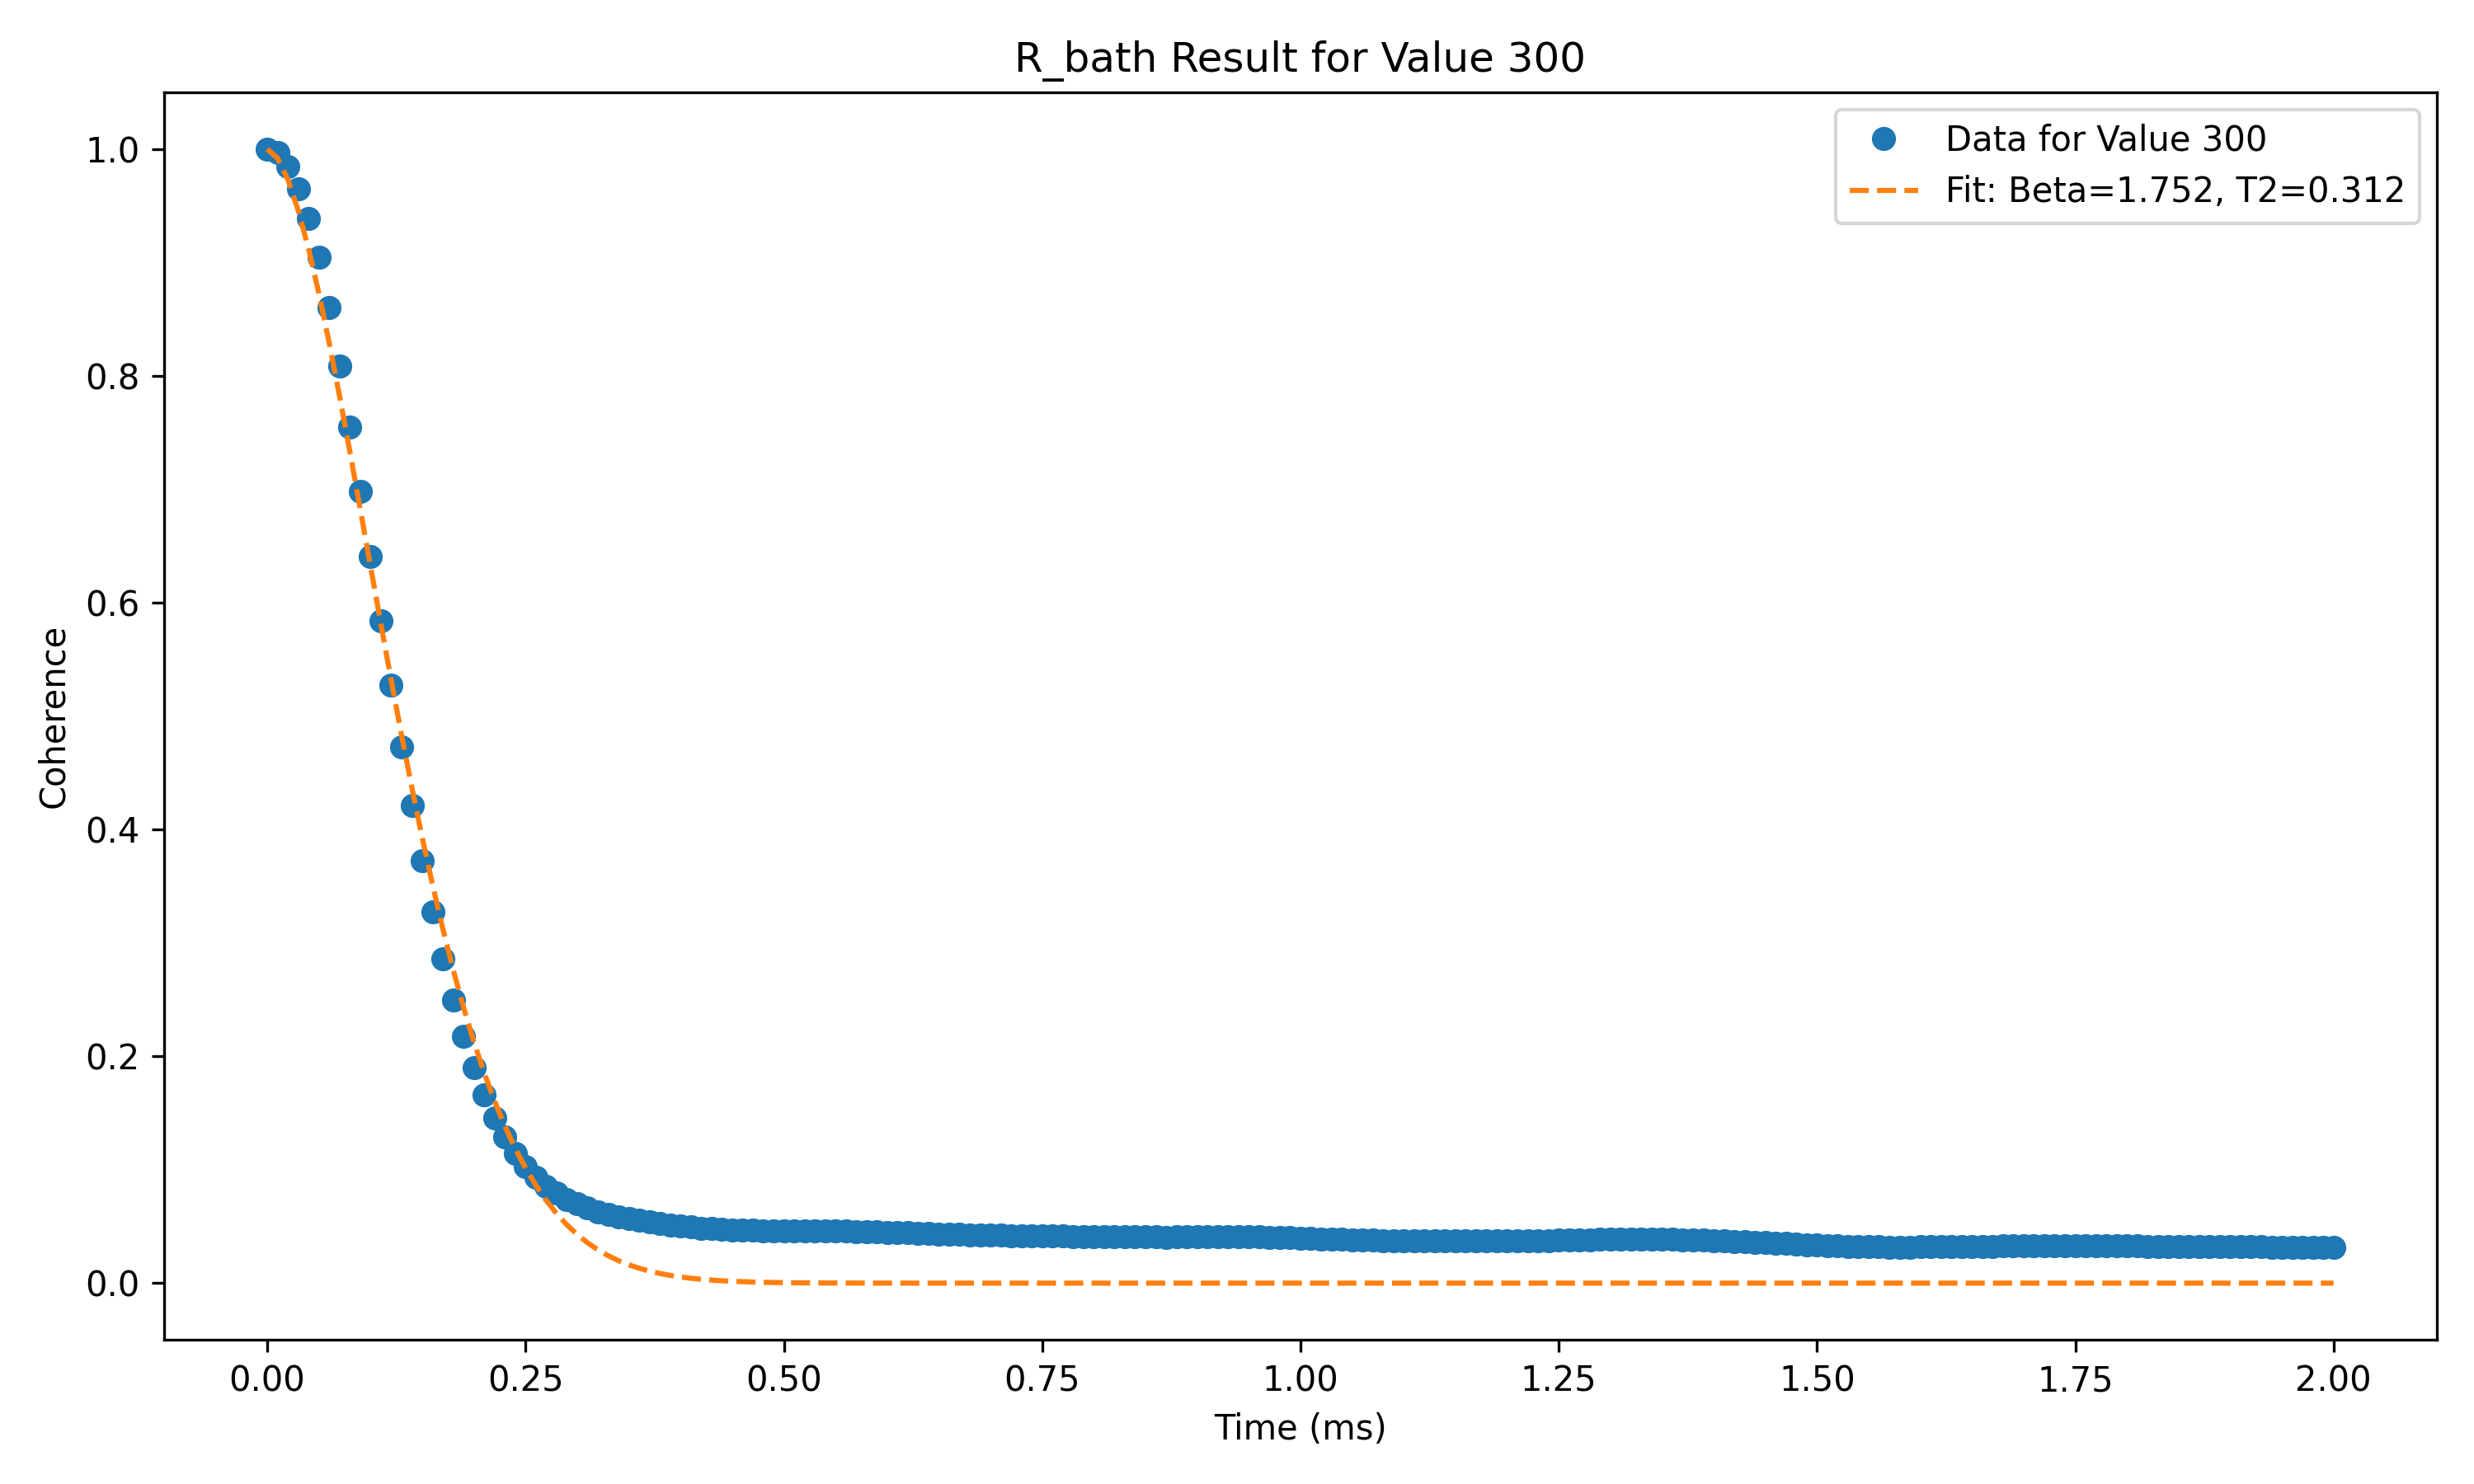 R_bath Result for Value 300
Data for Value 300
Fit: Beta=1.752, T2=0.312
Coherence
1.0
0.8
0.6
0.4
0.2
0.0
0.00 0.25 0.50 0.75 1.00 1.25 1.50 1.75 2.00
Time (ms)